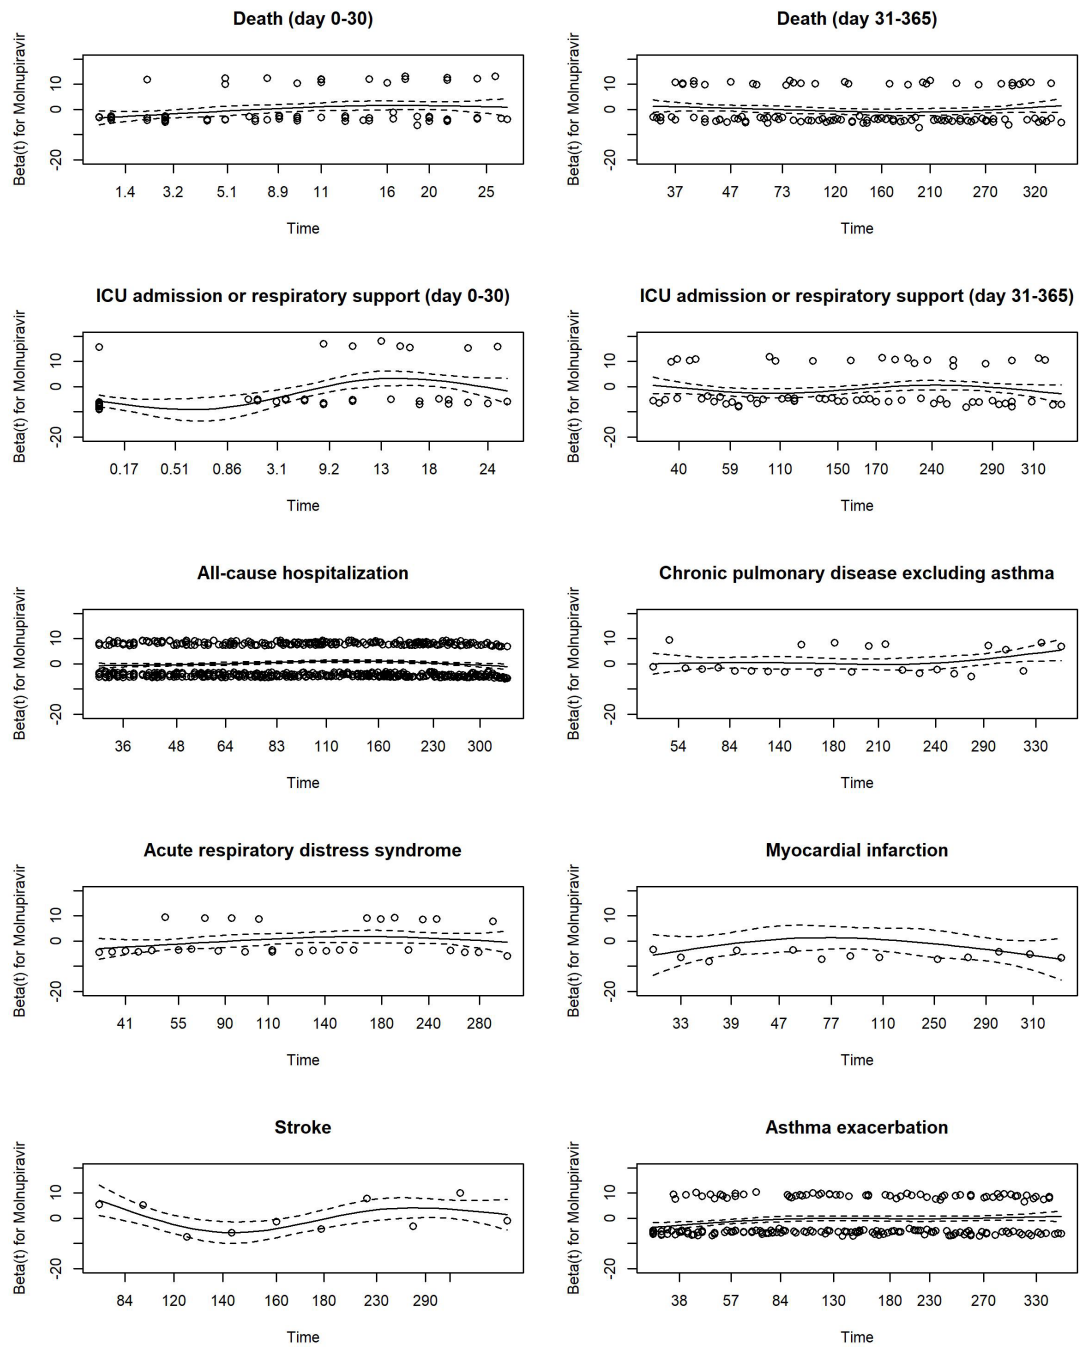 Death (day 0-30)
Beta(t) for Molnupiravir
10
0
-20
1.4 3.2 5.1 8.9 11 16 20 25
Time
Death (day 31-365)
Beta(t) for Molnupiravir
10
0
-20
37 47 73 120 160 210 270 320
Time
ICU admission or respiratory support (day 0-30)
Beta(t) for Molnupiravir
10
0
-20
0.17 0.51 0.86 3.1 9.2 13 18 24
Time
ICU admission or respiratory support (day 31-365)
Beta(t) for Molnupiravir
10
0
-20
40 59 110 150 170 240 290 310
Time
All-cause hospitalization
Beta(t) for Molnupiravir
10
0
-20
36 48 64 83 110 160 230 300
Time
Chronic pulmonary disease excluding asthma
Beta(t) for Molnupiravir
10
0
-20
54 84 140 180 210 240 290 330
Time
Acute respiratory distress syndrome
Beta(t) for Molnupiravir
10
0
-20
41 55 90 110 140 180 240 280
Time
Myocardial infarction
Beta(t) for Molnupiravir
10
0
-20
33 39 47 77 110 250 290 310
Time
Stroke
Beta(t) for Molnupiravir
10
0
-20
84 120 140 160 180 230 290
Time
Asthma exacerbation
Beta(t) for Molnupiravir
10
0
-20
38 57 84 130 180 230 270 330
Time